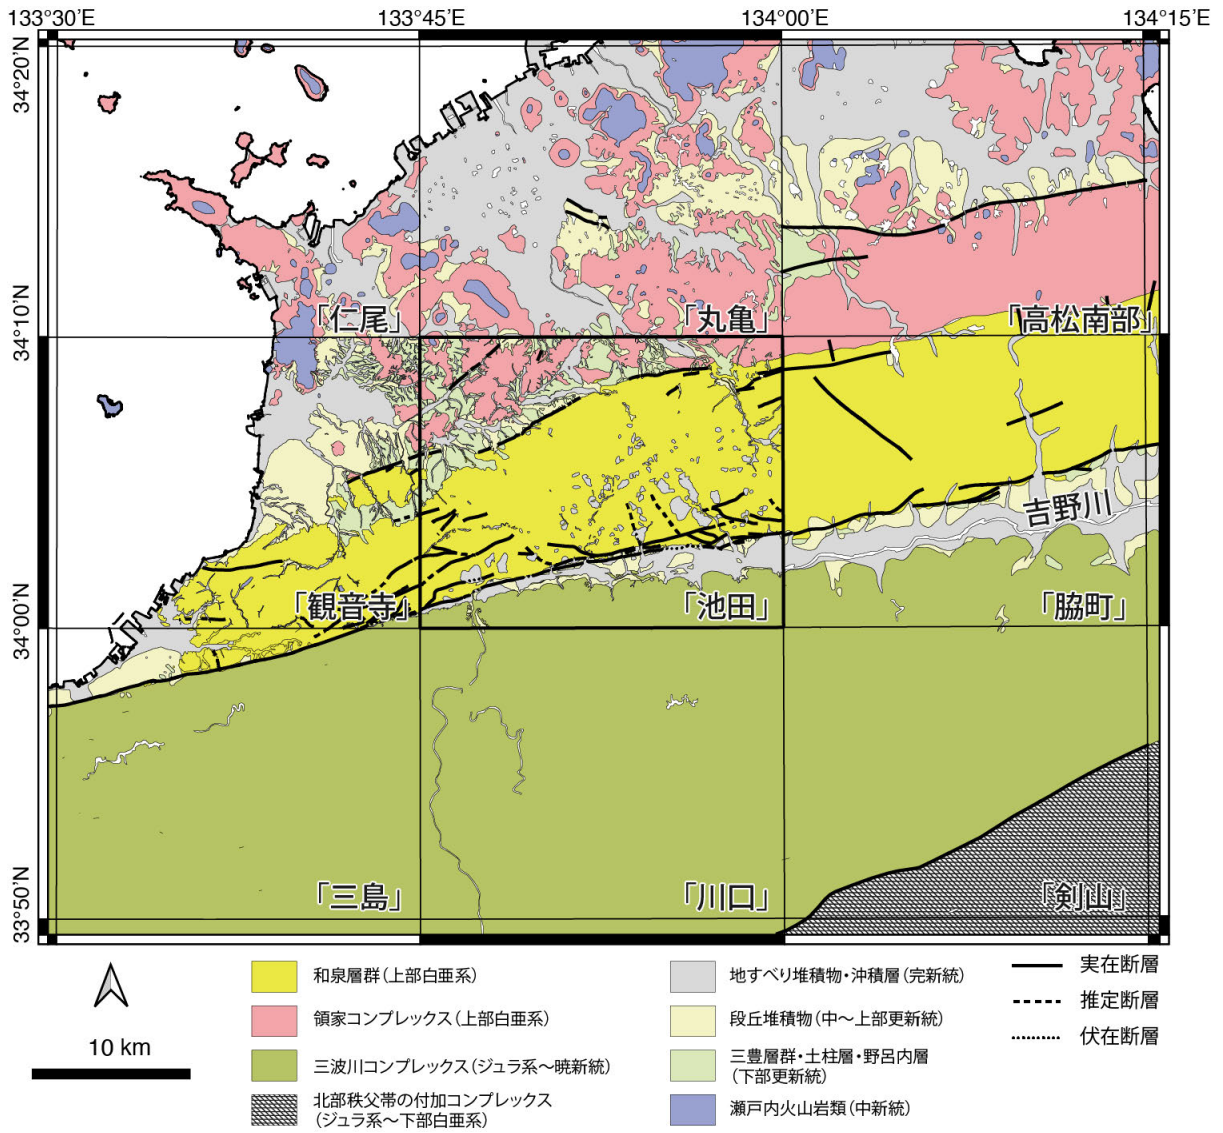 133°30′E
133°45′E
134°00′E
134°15′E
34°20′N
34°10′N
34°00′N
33°50′N
「仁尾」
「丸亀」
「高松南部」
吉野川
「観音寺」
「池田」
「脇町」
「三島」
「川口」
「剣山」
10 km
和泉層群（上部白亜系）
領家コンプレックス（上部白亜系）
三波川コンプレックス（ジュラ系～暁新統）
北部秩父帯の付加コンプレックス
（ジュラ系～下部白亜系）
地すべり堆積物・沖積層（完新統）
段丘堆積物（中～上部更新統）
三豊層群・土柱層・野呂内層
（下部更新統）
瀬戸内火山岩類（中新統）
実在断層
推定断層
伏在断層